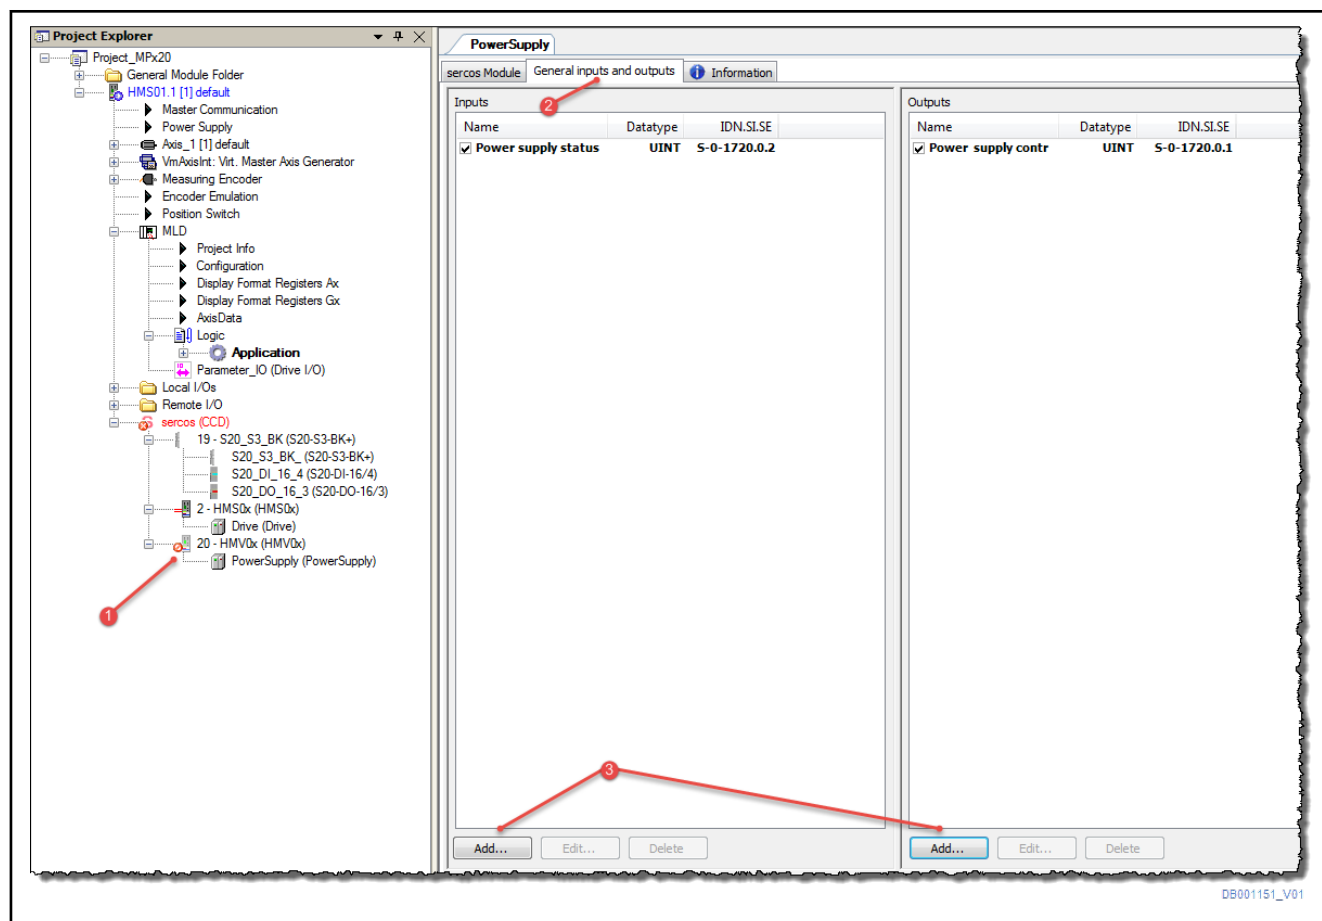 Project Explorer
Project_MPx20
General Module Folder
HMS01.1 [1] default
Master Communication
Power Supply
Axis_1 [1] default
VmAxisInt: Virt. Master Axis Generator
Measuring Encoder
Encoder Emulation
Position Switch
MLD
Project Info
Configuration
Display Format Registers Ax
Display Format Registers Gx
AxisData
Logic
Application
Parameter_IO (Drive I/O)
Local I/Os
Remote I/O
sercos (CCD)
19 - S20_S3_BK (S20-S3-BK+)
S20_S3_BK_ (S20-S3-BK+)
S20_DI_16_4 (S20-DI-16/4)
S20_DO_16_3 (S20-DO-16/3)
2 - HMS0x (HMS0x)
Drive (Drive)
20 - HMV0x (HMV0x)
PowerSupply (PowerSupply)
1
PowerSupply
sercos Module General inputs and outputs Information
2
Inputs
Name Datatype IDN.SI.SE
Power supply status UINT S-0-1720.0.2
Outputs
Name Datatype IDN.SI.SE
Power supply contr UINT S-0-1720.0.1
3
Add... Edit... Delete
Add... Edit... Delete
DB001151_V01